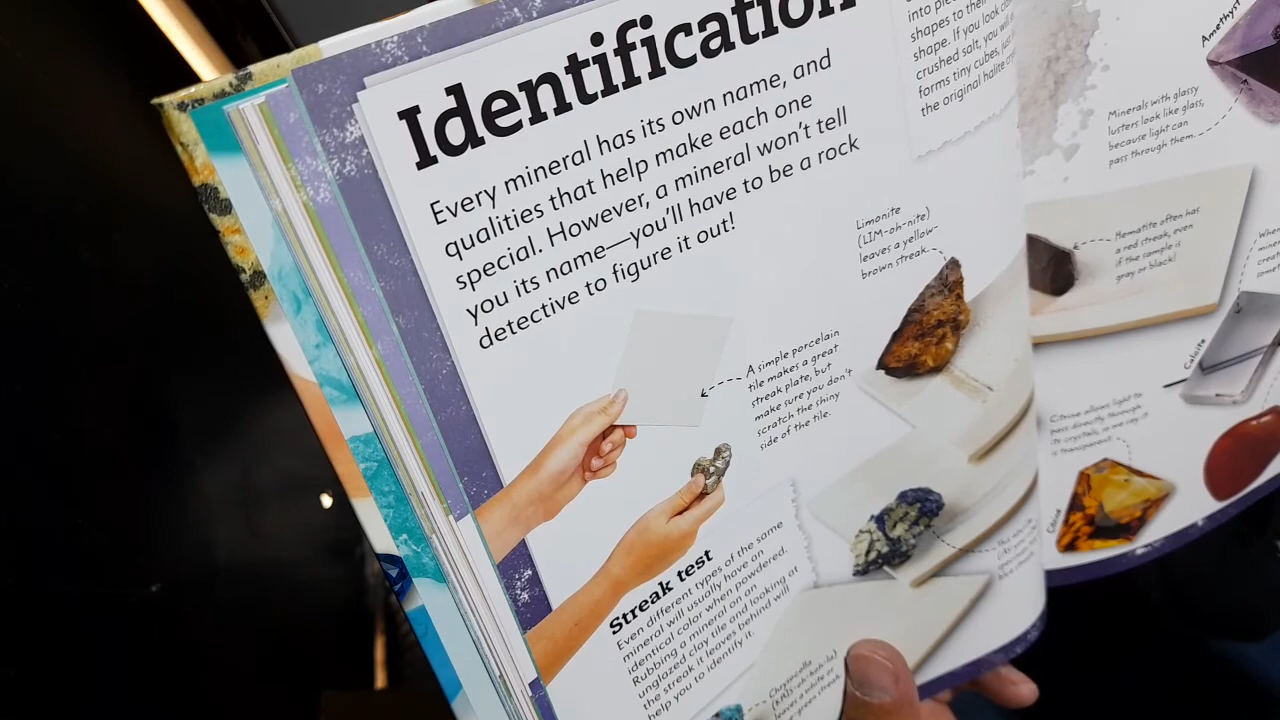 Identification
Every mineral has its own name, and
qualities that help make each one
special. However, a mineral won't tell
you its name—you'll have to be a rock
detective to figure it out!
A simple porcelain
tile makes a great
streak plate, but
make sure you don't
scratch the shiny
side of the tile.
Streak test
Even different types of the same
mineral will usually have an
identical color when powdered.
Rubbing a mineral on an
unglazed clay tile and looking at
the streak it leaves behind will
help you to identify it.
Limonite
(LIM-oh-nite)
leaves a yellow-
brown streak.
Chrysocolla
leaves a white or
shapes to their
shape. If you look
crushed salt, you will
forms tiny cubes,
the original halite
Amethyst
Minerals with glassy
lusters look like glass,
because light can
pass through them.
Hematite often has
a red streak, even
if the sample is
gray or black!
Calcite
Citrine allows light to
pass directly through
its crystals, so we say it
is transparent.
Citrine